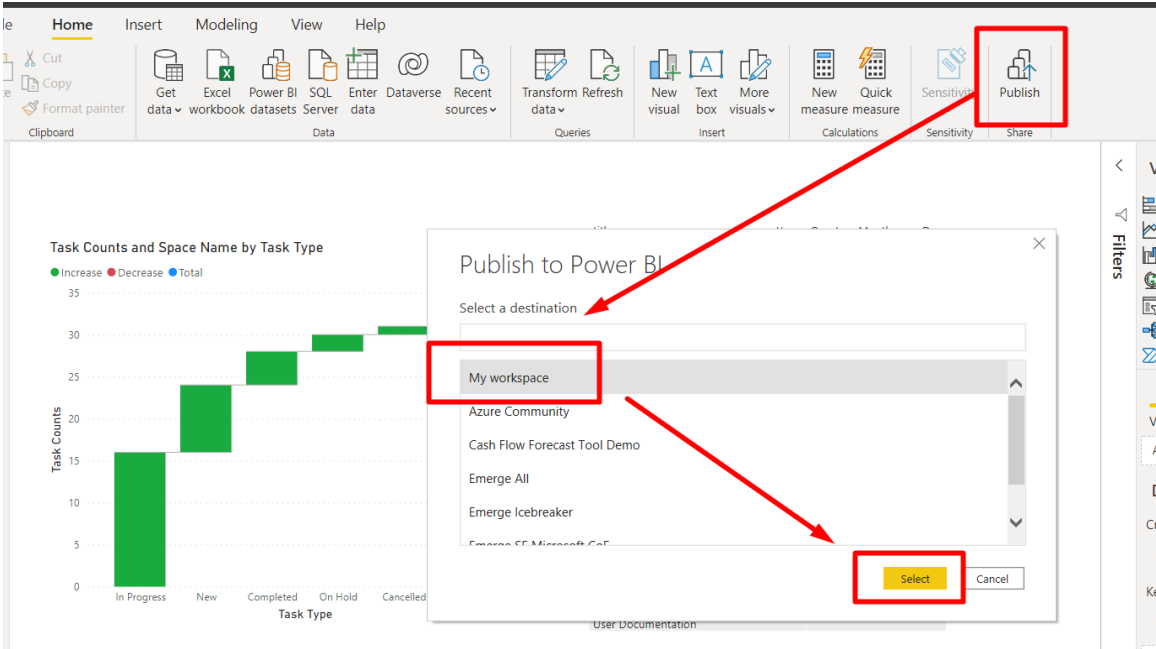 Home Insert Modeling View Help
Cut
Copy
Format painter
Clipboard
Get data
Excel workbook
Power BI datasets
SQL Server
Enter data
Dataverse
Recent sources
Data
Transform data
Refresh
Queries
New visual
Text box
More visuals
Insert
New measure
Quick measure
Calculations
Sensitivity
Sensitivity
Publish
Share
Filters
Task Counts and Space Name by Task Type
Increase Decrease Total
35
30
25
20
15
10
5
0
Task Counts
In Progress New Completed On Hold Cancelled
Task Type
Publish to Power BI
Select a destination
My workspace
Azure Community
Cash Flow Forecast Tool Demo
Emerge All
Emerge Icebreaker
Emerge SE Microsoft CoE
Select Cancel
User Documentation